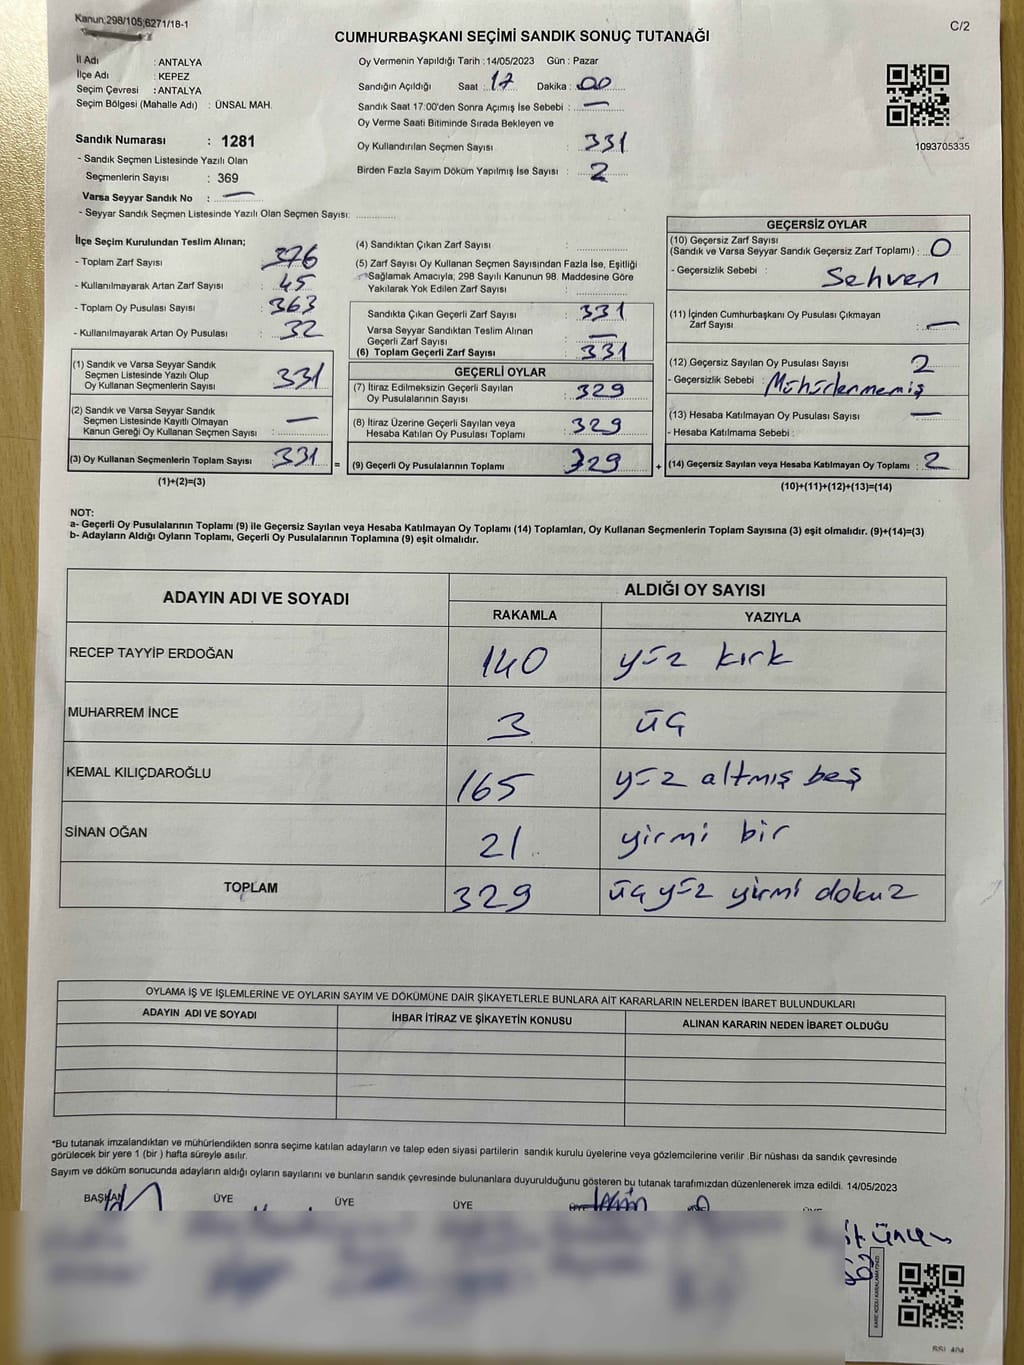 Kanun;298/105;6271/18-1
C/2
CUMHURBAŞKANI SEÇİMİ SANDIK SONUÇ TUTANAĞI
İl Adı : ANTALYA
İlçe Adı : KEPEZ
Seçim Çevresi : ANTALYA
Seçim Bölgesi (Mahalle Adı) : ÜNSAL MAH.
Sandık Numarası : 1281
- Sandık Seçmen Listesinde Yazılı Olan
Seçmenlerin Sayısı : 369
Varsa Seyyar Sandık No : —
- Seyyar Sandık Seçmen Listesinde Yazılı Olan Seçmen Sayısı:
Oy Vermenin Yapıldığı Tarih : 14/05/2023 Gün : Pazar
Sandığın Açıldığı Saat : 17 Dakika : 00
Sandık Saat 17:00'den Sonra Açımış İse Sebebi : —
Oy Verme Saati Bitiminde Sırada Bekleyen ve
Oy Kullandırılan Seçmen Sayısı : 331
Birden Fazla Sayım Döküm Yapılmış İse Sayısı : 2
1093705335
İlçe Seçim Kurulundan Teslim Alınan;
- Toplam Zarf Sayısı : 376
- Kullanılmayarak Artan Zarf Sayısı : 45
- Toplam Oy Pusulası Sayısı : 363
- Kullanılmayarak Artan Oy Pusulası : 32
(1) Sandık ve Varsa Seyyar Sandık
Seçmen Listesinde Yazılı Olup
Oy Kullanan Seçmenlerin Sayısı : 331
(2) Sandık ve Varsa Seyyar Sandık
Seçmen Listesinde Kayıtlı Olmayan
Kanun Gereği Oy Kullanan Seçmen Sayısı : —
(3) Oy Kullanan Seçmenlerin Toplam Sayısı : 331
(1)+(2)=(3)
(4) Sandıktan Çıkan Zarf Sayısı :
(5) Zarf Sayısı Oy Kullanan Seçmen Sayısından Fazla İse, Eşitliği
Sağlamak Amacıyla; 298 Sayılı Kanunun 98. Maddesine Göre
Yakılarak Yok Edilen Zarf Sayısı :
Sandıkta Çıkan Geçerli Zarf Sayısı : 331
Varsa Seyyar Sandıktan Teslim Alınan
Geçerli Zarf Sayısı : —
(6) Toplam Geçerli Zarf Sayısı : 331
GEÇERLİ OYLAR
(7) İtiraz Edilmeksizin Geçerli Sayılan
Oy Pusulalarının Sayısı : 329
(8) İtiraz Üzerine Geçerli Sayılan veya
Hesaba Katılan Oy Pusulası Toplamı : 329
= (9) Geçerli Oy Pusulalarının Toplamı : 329
GEÇERSİZ OYLAR
(10) Geçersiz Zarf Sayısı
(Sandık ve Varsa Seyyar Sandık Geçersiz Zarf Toplamı) : 0
- Geçersizlik Sebebi : Sehven
(11) İçinden Cumhurbaşkanı Oy Pusulası Çıkmayan
Zarf Sayısı : —
(12) Geçersiz Sayılan Oy Pusulası Sayısı : 2
- Geçersizlik Sebebi : Mühürlenmemiş
(13) Hesaba Katılmayan Oy Pusulası Sayısı : —
- Hesaba Katılmama Sebebi :
+ (14) Geçersiz Sayılan veya Hesaba Katılmayan Oy Toplamı : 2
(10)+(11)+(12)+(13)=(14)
NOT:
a- Geçerli Oy Pusulalarının Toplamı (9) ile Geçersiz Sayılan veya Hesaba Katılmayan Oy Toplamı (14) Toplamları, Oy Kullanan Seçmenlerin Toplam Sayısına (3) eşit olmalıdır. (9)+(14)=(3)
b- Adayların Aldığı Oyların Toplamı, Geçerli Oy Pusulalarının Toplamına (9) eşit olmalıdır.
ADAYIN ADI VE SOYADI
ALDIĞI OY SAYISI
RAKAMLA YAZIYLA
RECEP TAYYİP ERDOĞAN 140 yüz kırk
MUHARREM İNCE 3 üç
KEMAL KILIÇDAROĞLU 165 yüz altmış beş
SİNAN OĞAN 21 yirmi bir
TOPLAM 329 üç yüz yirmi dokuz
OYLAMA İŞ VE İŞLEMLERİNE VE OYLARIN SAYIM VE DÖKÜMÜNE DAİR ŞİKAYETLERLE BUNLARA AİT KARARLARIN NELERDEN İBARET BULUNDUKLARI
ADAYIN ADI VE SOYADI İHBAR İTİRAZ VE ŞİKAYETİN KONUSU ALINAN KARARIN NEDEN İBARET OLDUĞU
*Bu tutanak imzalandıktan ve mühürlendikten sonra seçime katılan adayların ve talep eden siyasi partilerin sandık kurulu üyelerine veya gözlemcilerine verilir .Bir nüshası da sandık çevresinde
görülecek bir yere 1 (bir ) hafta süreyle asılır.
Sayım ve döküm sonucunda adayların aldığı oyların sayılarını ve bunların sandık çevresinde bulunanlara duyurulduğunu gösteren bu tutanak tarafımızdan düzenlenerek imza edildi. 14/05/2023
BAŞKAN ÜYE ÜYE ÜYE ÜYE